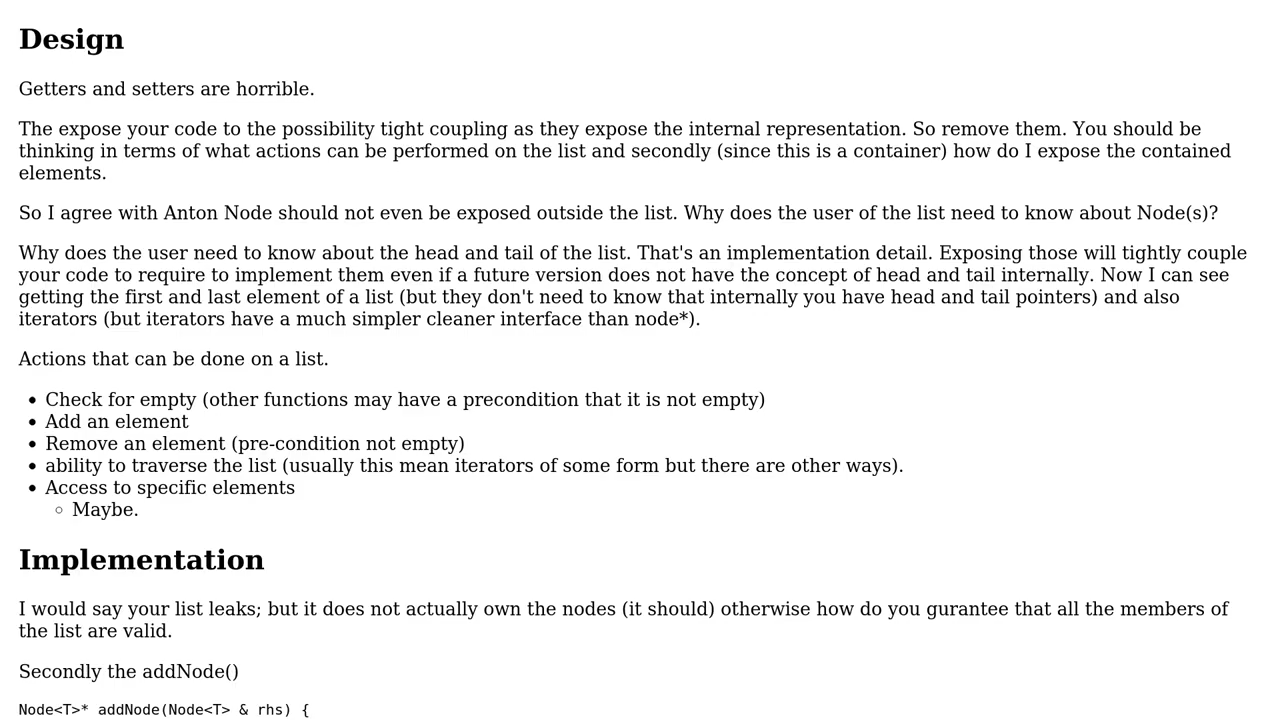 Design
Getters and setters are horrible.
The expose your code to the possibility tight coupling as they expose the internal representation. So remove them. You should be
thinking in terms of what actions can be performed on the list and secondly (since this is a container) how do I expose the contained
elements.
So I agree with Anton Node should not even be exposed outside the list. Why does the user of the list need to know about Node(s)?
Why does the user need to know about the head and tail of the list. That's an implementation detail. Exposing those will tightly couple
your code to require to implement them even if a future version does not have the concept of head and tail internally. Now I can see
getting the first and last element of a list (but they don't need to know that internally you have head and tail pointers) and also
iterators (but iterators have a much simpler cleaner interface than node*).
Actions that can be done on a list.
• Check for empty (other functions may have a precondition that it is not empty)
• Add an element
• Remove an element (pre-condition not empty)
• ability to traverse the list (usually this mean iterators of some form but there are other ways).
• Access to specific elements
◦ Maybe.
Implementation
I would say your list leaks; but it does not actually own the nodes (it should) otherwise how do you gurantee that all the members of
the list are valid.
Secondly the addNode()
Node<T>* addNode(Node<T> & rhs) {